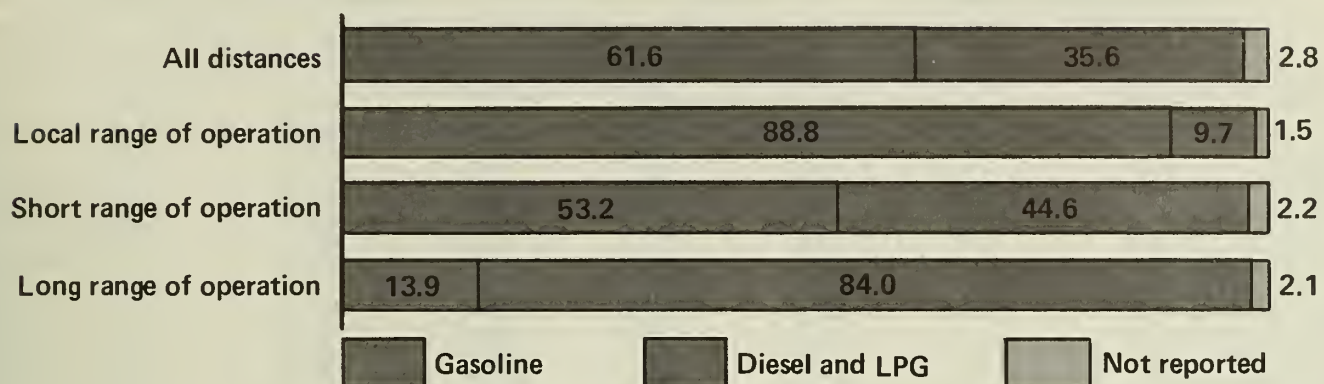 All distances 61.6 35.6 2.8
Local range of operation 88.8 9.7 1.5
Short range of operation 53.2 44.6 2.2
Long range of operation 13.9 84.0 2.1
Gasoline Diesel and LPG Not reported